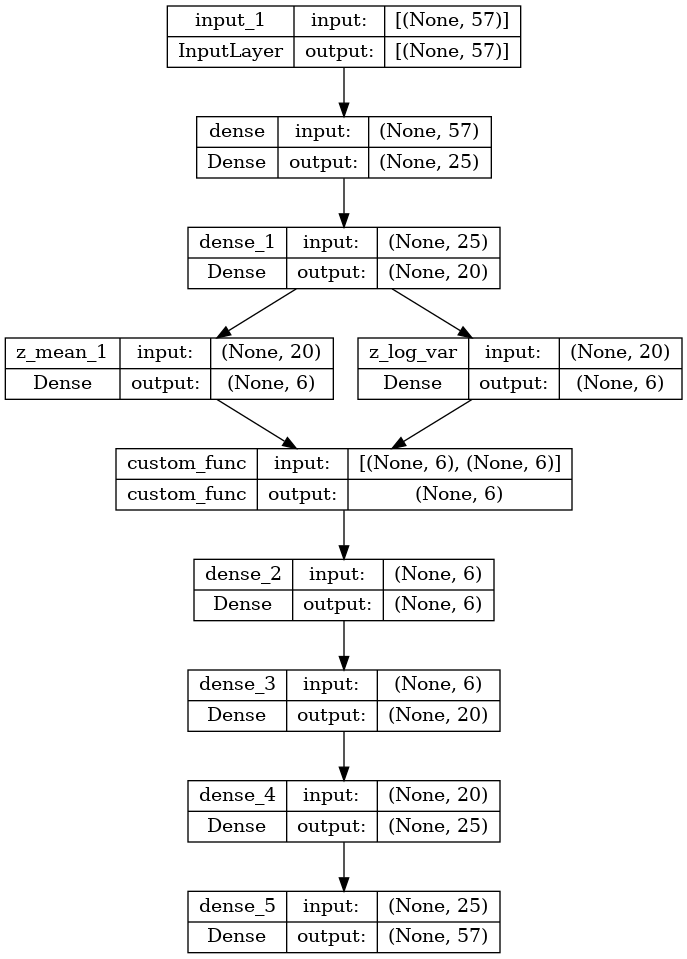 input_1 input: [(None, 57)]
InputLayer output: [(None, 57)]
dense input: (None, 57)
Dense output: (None, 25)
dense_1 input: (None, 25)
Dense output: (None, 20)
z_mean_1 input: (None, 20)
Dense output: (None, 6)
z_log_var input: (None, 20)
Dense output: (None, 6)
custom_func input: [(None, 6), (None, 6)]
custom_func output: (None, 6)
dense_2 input: (None, 6)
Dense output: (None, 6)
dense_3 input: (None, 6)
Dense output: (None, 20)
dense_4 input: (None, 20)
Dense output: (None, 25)
dense_5 input: (None, 25)
Dense output: (None, 57)